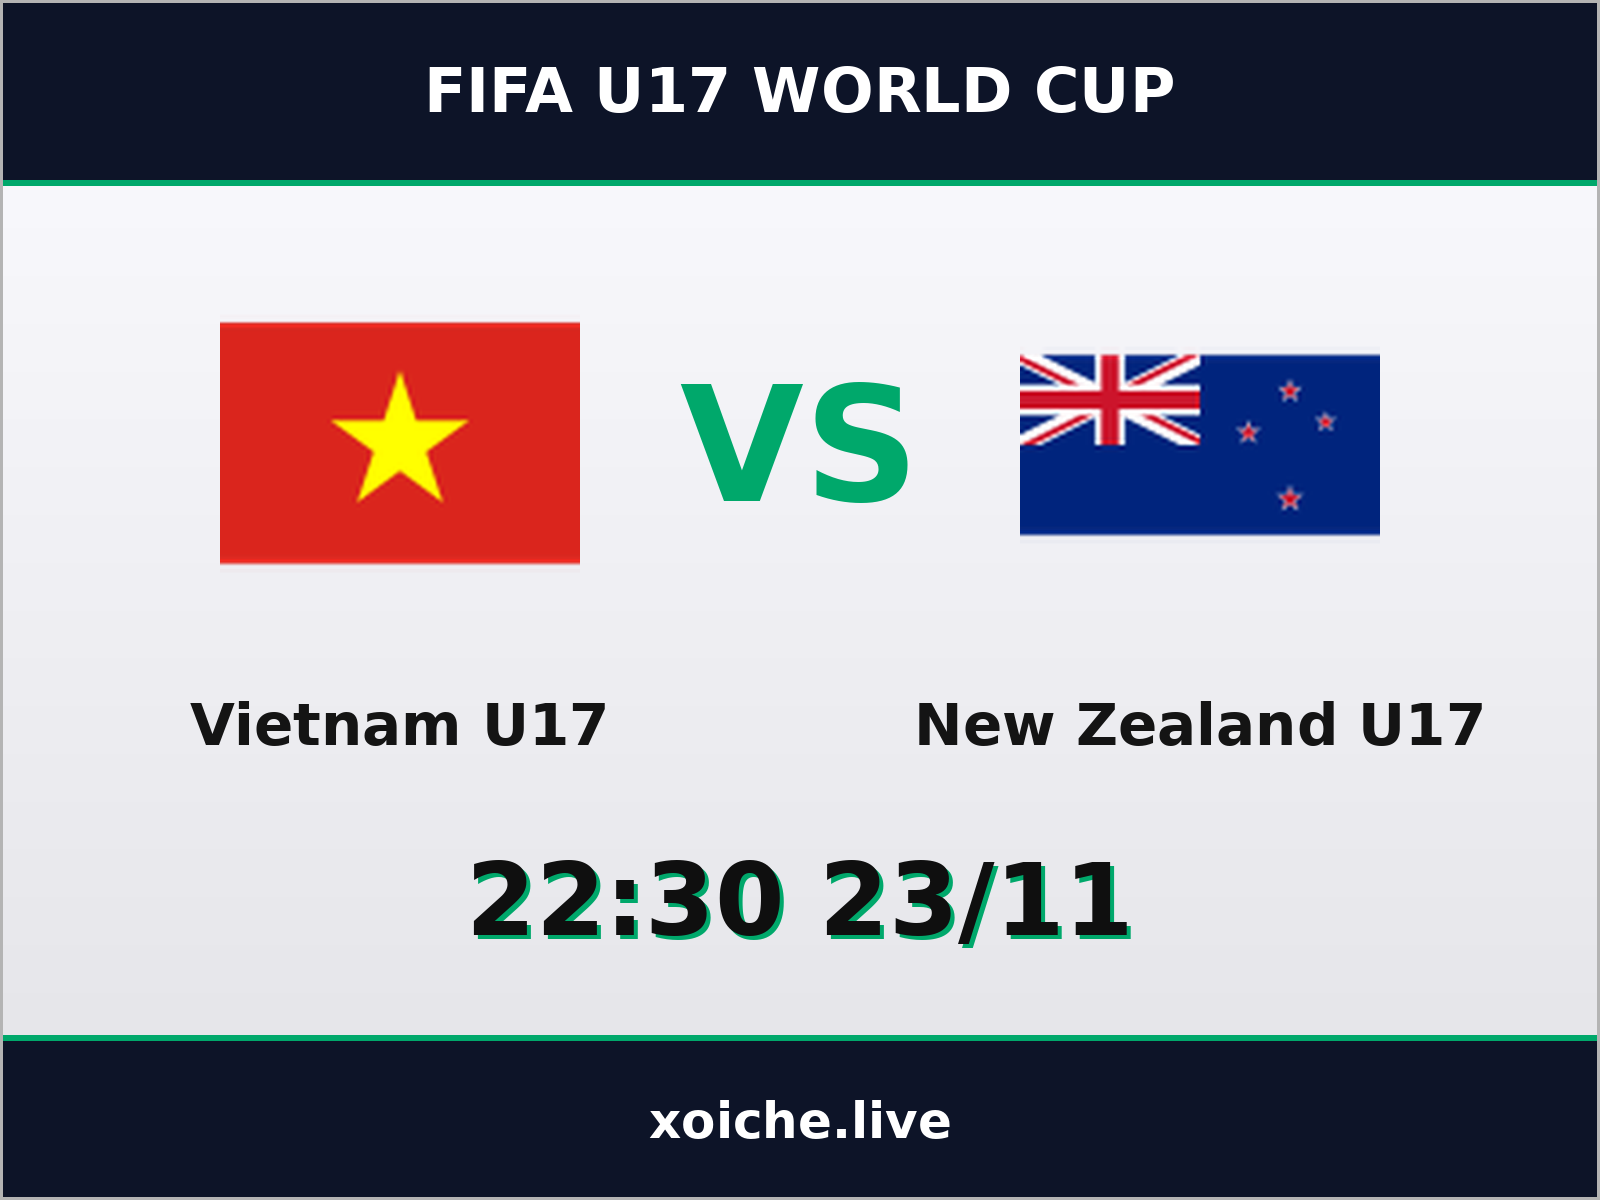 FIFA U17 WORLD CUP
VS
Vietnam U17
New Zealand U17
22:30 23/11
xoiche.live